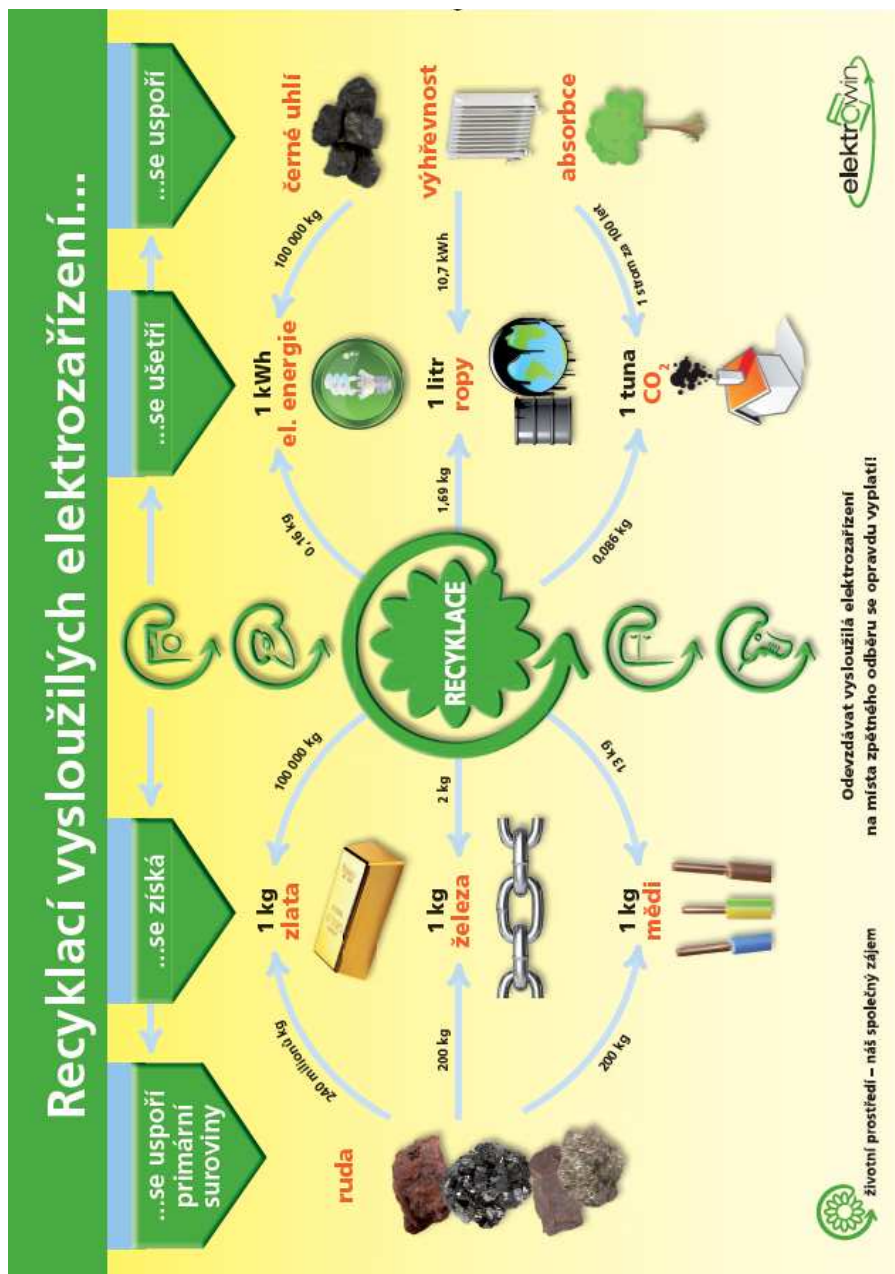 Recyklací vysloužilých elektrozařízení...
...se uspoří
primární
suroviny
...se získá
...se ušetří
...se uspoří
ruda
240 milionů kg
200 kg
200 kg
1 kg
zlata
1 kg
železa
1 kg
mědi
100 000 kg
2 kg
13 kg
RECYKLACE
0,16 kg
1,69 kg
0,086 kg
1 kWh
el. energie
1 litr
ropy
1 tuna
CO₂
100 000 kg
10,7 kWh
1 strom za 100 let
černé uhlí
výhřevnost
absorbce
životní prostředí – náš společný zájem
Odevzdávat vysloužilá elektrozařízení
na místa zpětného odběru se opravdu vyplatí!
elektrowin